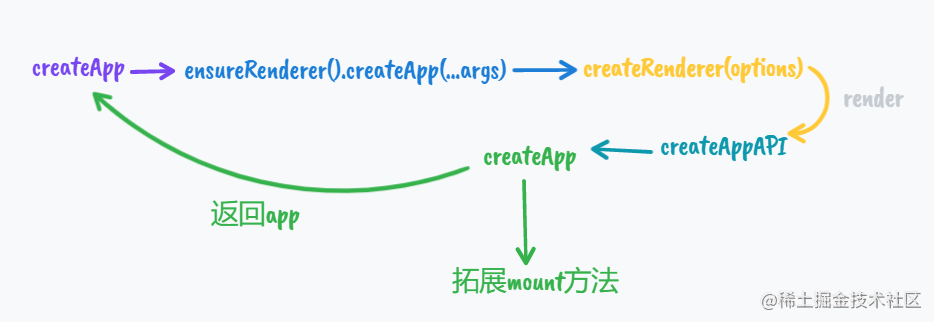 createApp
ensureRenderer().createApp(...args)
createRenderer(options)
render
createAppAPI
createApp
返回app
拓展mount方法
@稀土掘金技术社区